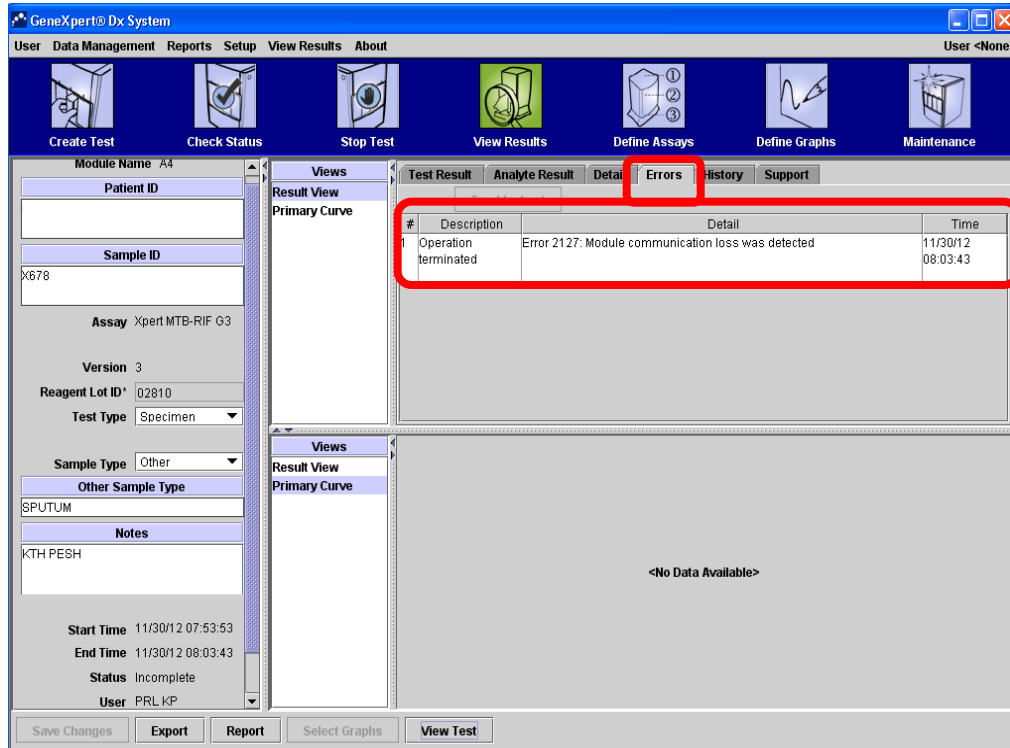 GeneXpert® Dx System
User Data Management Reports Setup View Results About User <None
Create Test Check Status Stop Test View Results Define Assays Define Graphs Maintenance
Module Name A4
Patient ID
Sample ID
X678
Assay Xpert MTB-RIF G3
Version 3
Reagent Lot ID* 02810
Test Type Specimen
Sample Type Other
Other Sample Type
SPUTUM
Notes
KTH PESH
Start Time 11/30/12 07:53:53
End Time 11/30/12 08:03:43
Status Incomplete
User PRL KP
Views
Result View
Primary Curve
Test Result Analyte Result Detail Errors History Support
# Description Detail Time
1 Operation Error 2127: Module communication loss was detected 11/30/12
terminated 08:03:43
Views
Result View
Primary Curve
<No Data Available>
Save Changes Export Report Select Graphs View Test